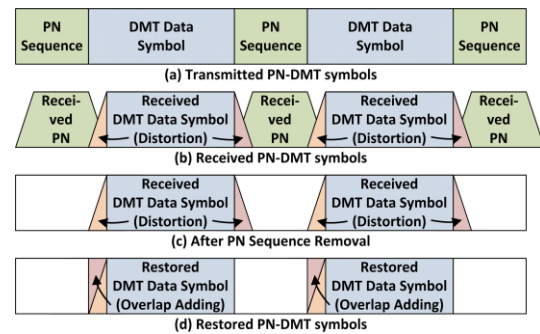 PN
Sequence
DMT Data
Symbol
PN
Sequence
DMT Data
Symbol
PN
Sequence
(a) Transmitted PN-DMT symbols
Recei-
ved
PN
Received
DMT Data Symbol
(Distortion)
Recei-
ved
PN
Received
DMT Data Symbol
(Distortion)
Recei-
ved
PN
(b) Received PN-DMT symbols
Received
DMT Data Symbol
(Distortion)
Received
DMT Data Symbol
(Distortion)
(c) After PN Sequence Removal
Restored
DMT Data Symbol
(Overlap Adding)
Restored
DMT Data Symbol
(Overlap Adding)
(d) Restored PN-DMT symbols